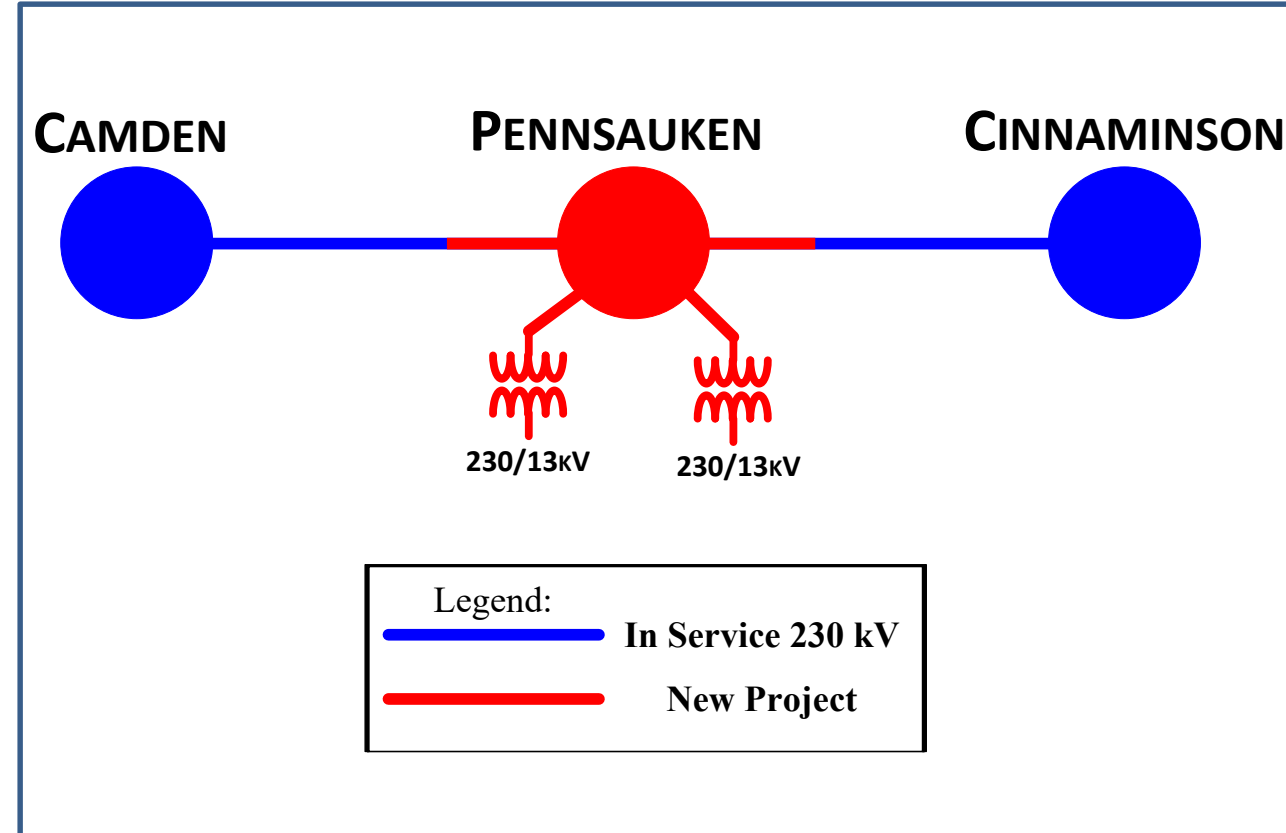 CAMDEN
PENNSAUKEN
CINNAMINSON
230/13KV
230/13KV
Legend:
In Service 230 kV
New Project